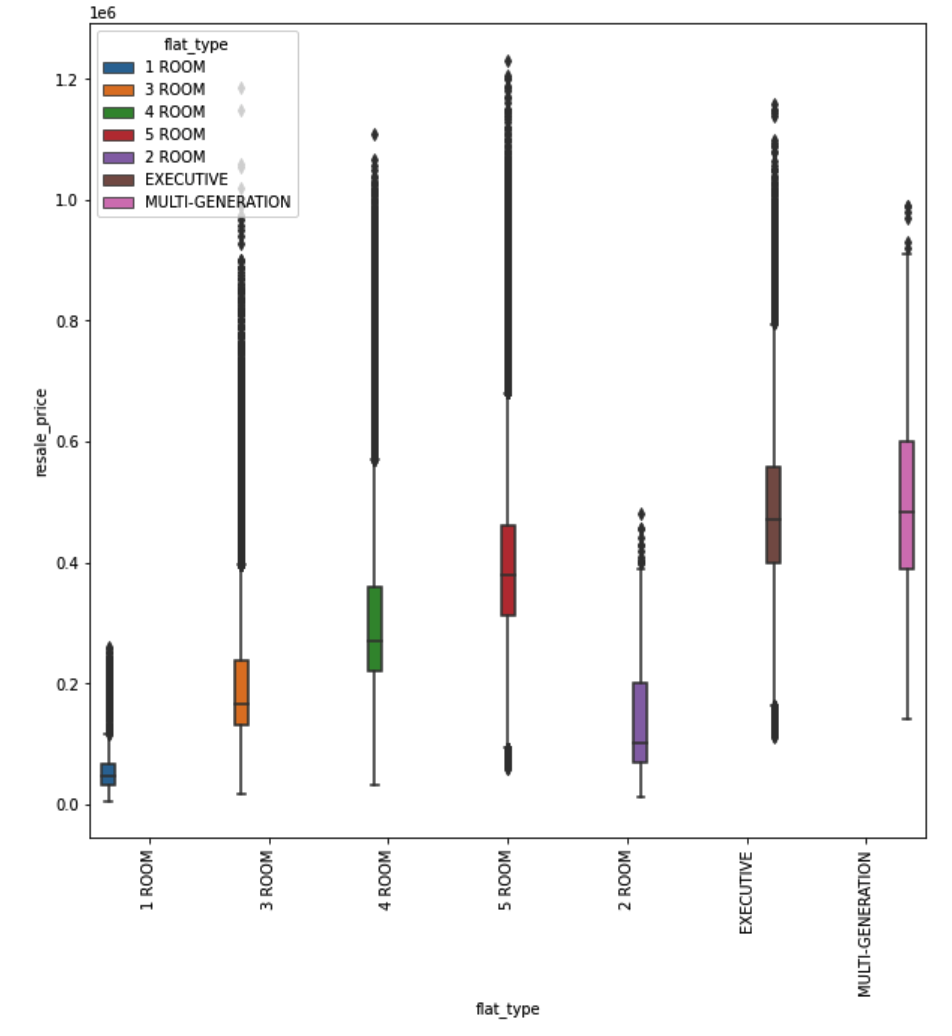 1e6
flat_type
1 ROOM
3 ROOM
4 ROOM
5 ROOM
2 ROOM
EXECUTIVE
MULTI-GENERATION
1.2
1.0
0.8
0.6
0.4
0.2
0.0
resale_price
1 ROOM
3 ROOM
4 ROOM
5 ROOM
2 ROOM
EXECUTIVE
MULTI-GENERATION
flat_type